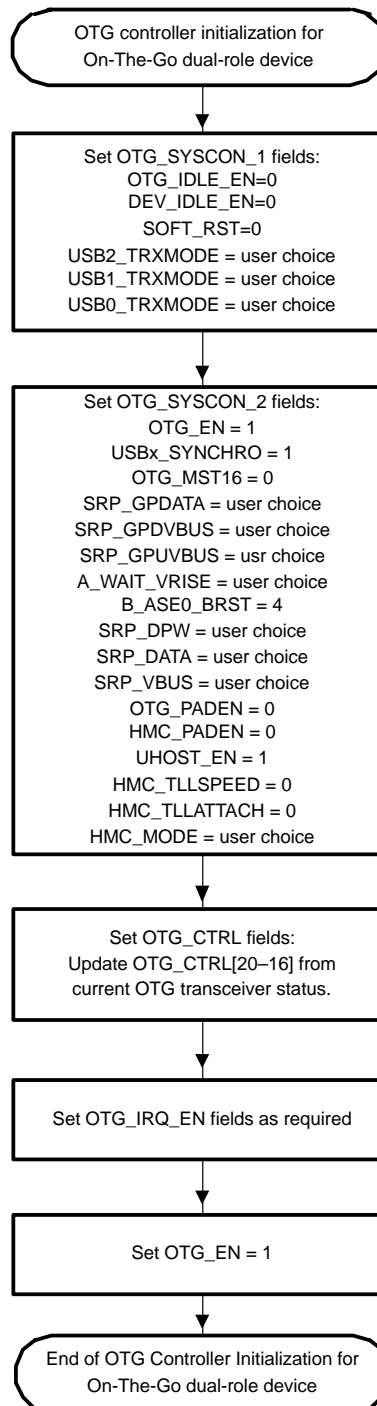 OTG controller initialization for
On-The-Go dual-role device
Set OTG_SYSCON_1 fields:
OTG_IDLE_EN=0
DEV_IDLE_EN=0
SOFT_RST=0
USB2_TRXMODE = user choice
USB1_TRXMODE = user choice
USB0_TRXMODE = user choice
Set OTG_SYSCON_2 fields:
OTG_EN = 1
USBx_SYNCHRO = 1
OTG_MST16 = 0
SRP_GPDATA = user choice
SRP_GPDVBUS = user choice
SRP_GPUVBUS = usr choice
A_WAIT_VRISE = user choice
B_ASE0_BRST = 4
SRP_DPW = user choice
SRP_DATA = user choice
SRP_VBUS = user choice
OTG_PADEN = 0
HMC_PADEN = 0
UHOST_EN = 1
HMC_TLLSPEED = 0
HMC_TLLATTACH = 0
HMC_MODE = user choice
Set OTG_CTRL fields:
Update OTG_CTRL[20–16] from
current OTG transceiver status.
Set OTG_IRQ_EN fields as required
Set OTG_EN = 1
End of OTG Controller Initialization for
On-The-Go dual-role device